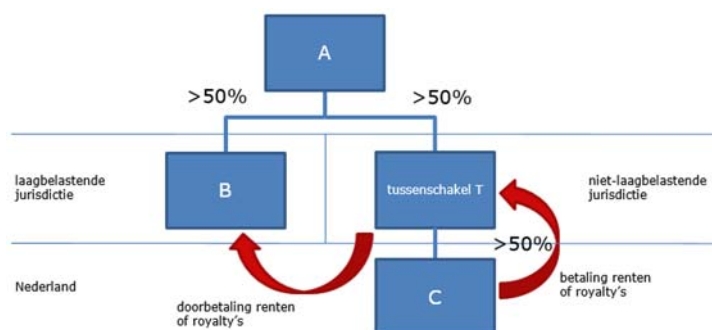 A
>50%
>50%
laagbelastende
jurisdictie
B
tussenschakel T
niet-laagbelastende
jurisdictie
>50%
Nederland
doorbetaling renten
of royalty's
C
betaling renten
of royalty's